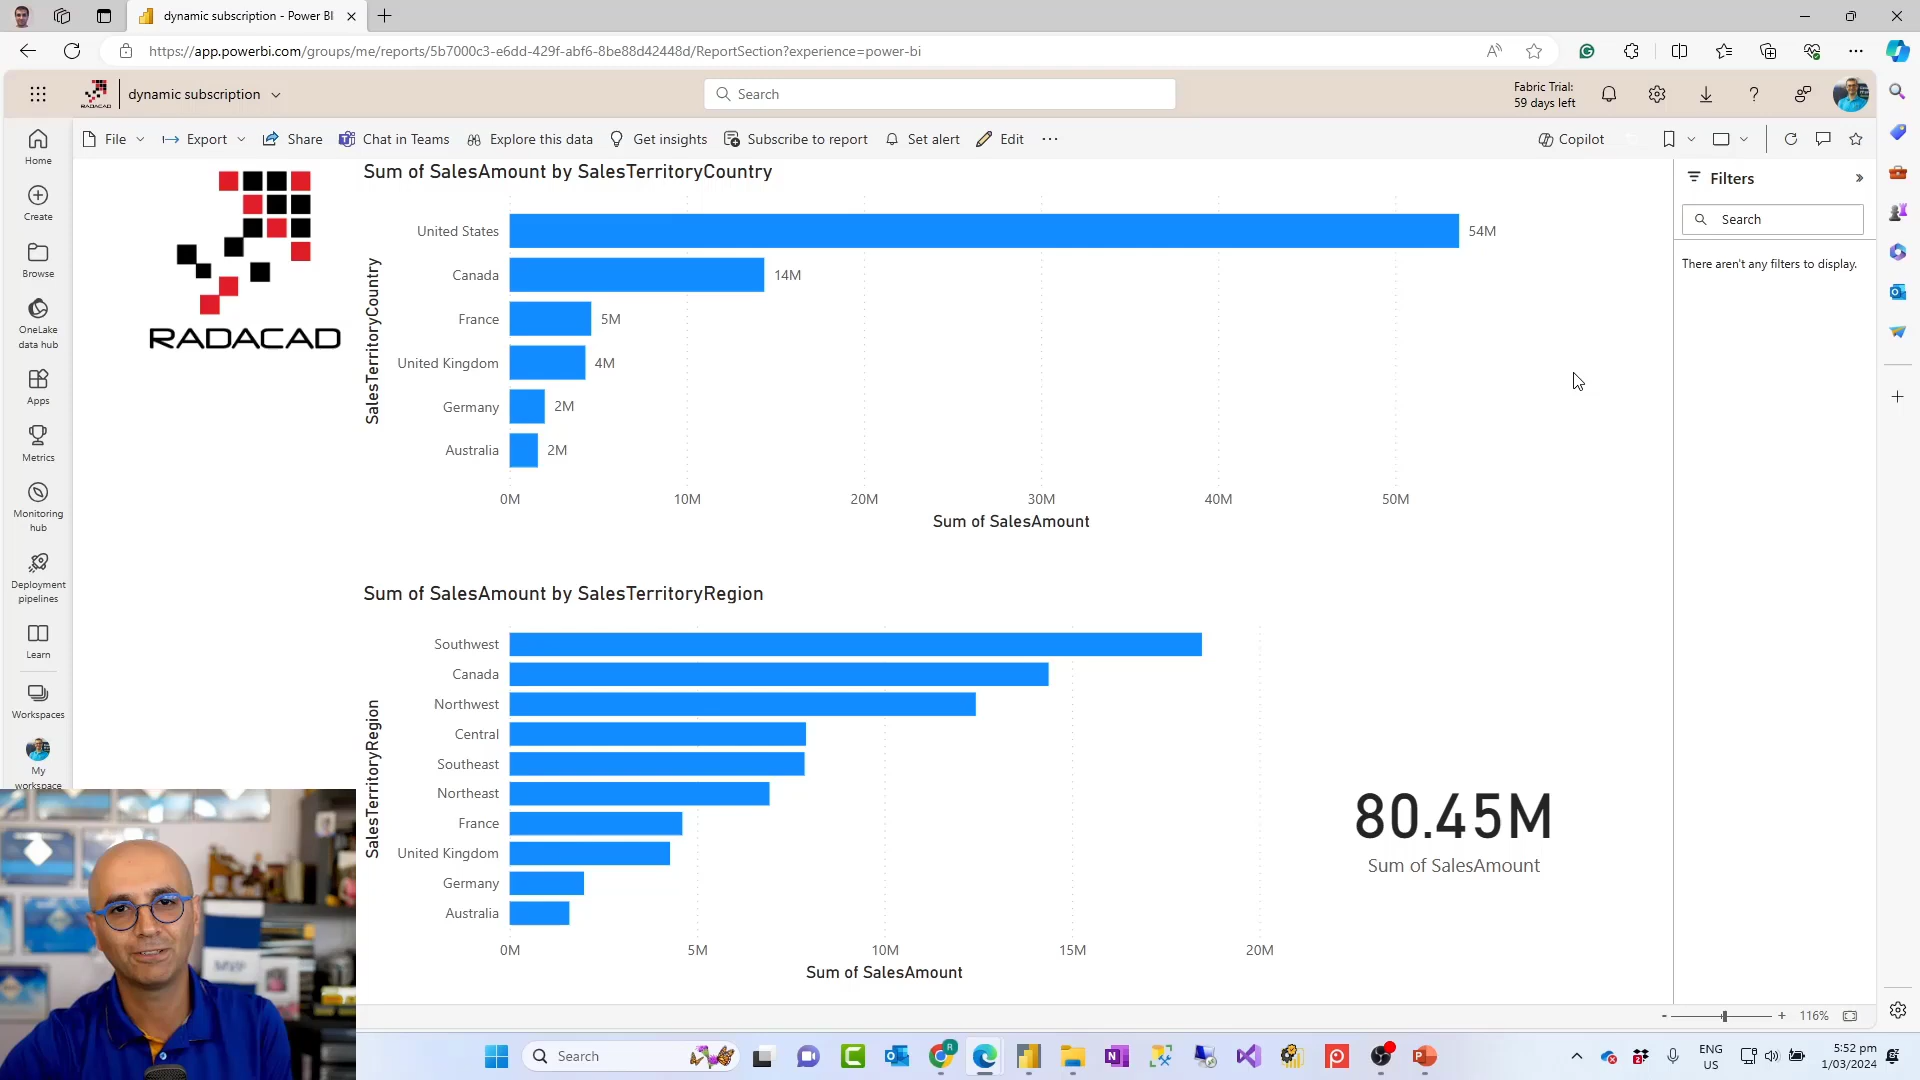 dynamic subscription - Power BI
https://app.powerbi.com/groups/me/reports/5b7000c3-e6dd-429f-abf6-8be88d42448d/ReportSection?experience=power-bi
RADACAD
dynamic subscription
Search
Fabric Trial:
59 days left
File
Export
Share
Chat in Teams
Explore this data
Get insights
Subscribe to report
Set alert
Edit
Copilot
Home
Create
Browse
OneLake
data hub
Apps
Metrics
Monitoring
hub
Deployment
pipelines
Learn
Workspaces
My
workspace
RADACAD
Sum of SalesAmount by SalesTerritoryCountry
SalesTerritoryCountry
United States
54M
Canada
14M
France
5M
United Kingdom
4M
Germany
2M
Australia
2M
0M
10M
20M
30M
40M
50M
Sum of SalesAmount
Sum of SalesAmount by SalesTerritoryRegion
SalesTerritoryRegion
Southwest
Canada
Northwest
Central
Southeast
Northeast
France
United Kingdom
Germany
Australia
0M
5M
10M
15M
20M
Sum of SalesAmount
80.45M
Sum of SalesAmount
Filters
Search
There aren't any filters to display.
MVP
116%
Search
ENG
US
5:52 pm
1/03/2024